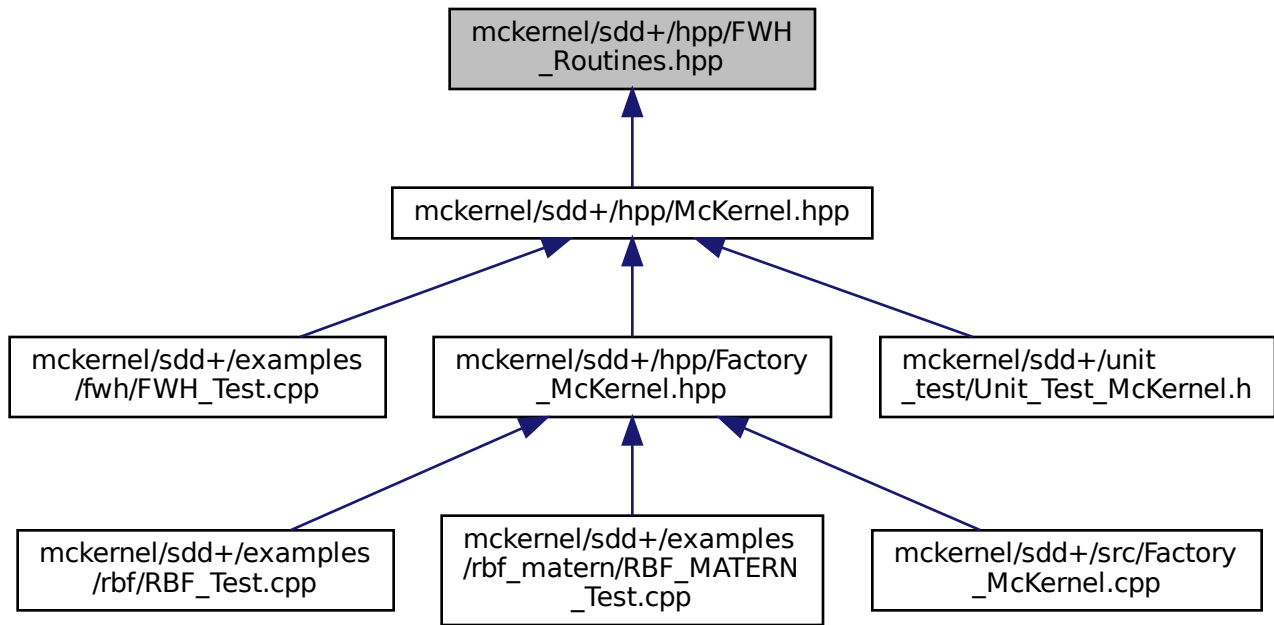 mckernel/sdd+/hpp/FWH
_Routines.hpp
mckernel/sdd+/hpp/McKernel.hpp
mckernel/sdd+/examples
/fwh/FWH_Test.cpp
mckernel/sdd+/hpp/Factory
_McKernel.hpp
mckernel/sdd+/unit
_test/Unit_Test_McKernel.h
mckernel/sdd+/examples
/rbf/RBF_Test.cpp
mckernel/sdd+/examples
/rbf_matern/RBF_MATERN
_Test.cpp
mckernel/sdd+/src/Factory
_McKernel.cpp